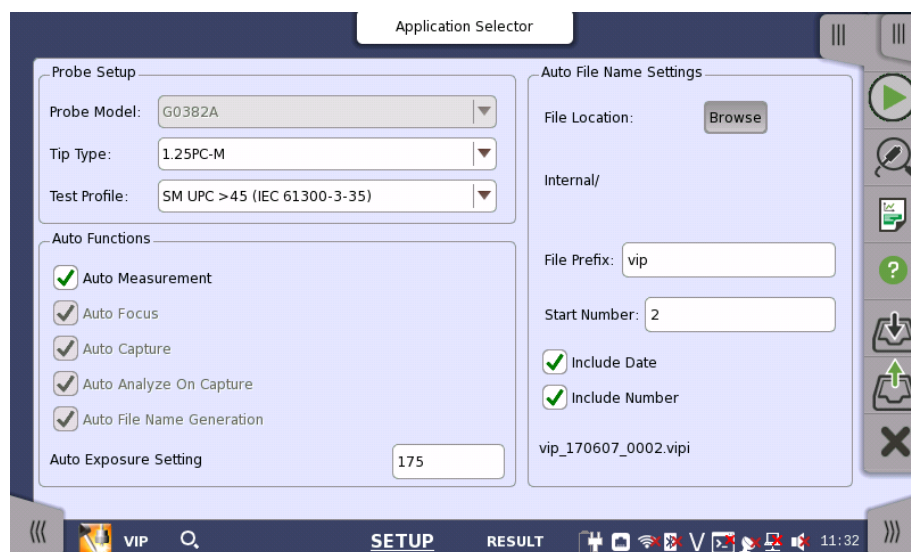 Application Selector
Probe Setup
Probe Model: G0382A
Tip Type: 1.25PC-M
Test Profile: SM UPC >45 (IEC 61300-3-35)
Auto Functions
Auto Measurement
Auto Focus
Auto Capture
Auto Analyze On Capture
Auto File Name Generation
Auto Exposure Setting 175
Auto File Name Settings
File Location: Browse
Internal/
File Prefix: vip
Start Number: 2
Include Date
Include Number
vip_170607_0002.vipi
VIP SETUP RESULT V 11:32